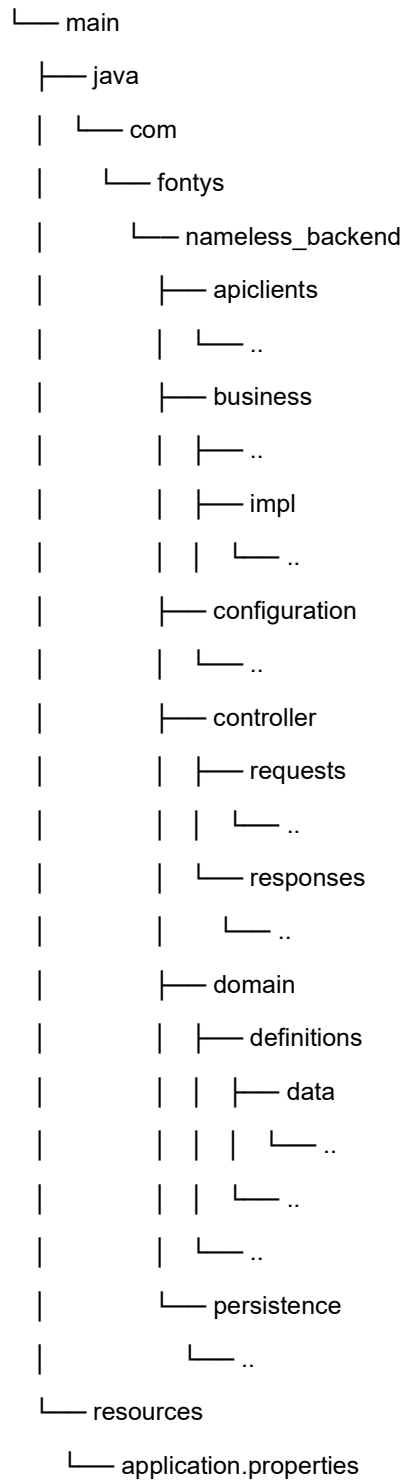 └── main
├── java
│ └── com
│ └── fontys
│ └── nameless_backend
│ ├── apiclients
│ │ └── ..
│ ├── business
│ │ ├── ..
│ │ ├── impl
│ │ │ └── ..
│ ├── configuration
│ │ └── ..
│ ├── controller
│ │ ├── requests
│ │ │ └── ..
│ │ └── responses
│ │ └── ..
│ ├── domain
│ │ ├── definitions
│ │ │ ├── data
│ │ │ │ └── ..
│ │ │ └── ..
│ │ └── ..
│ └── persistence
│ └── ..
└── resources
└── application.properties